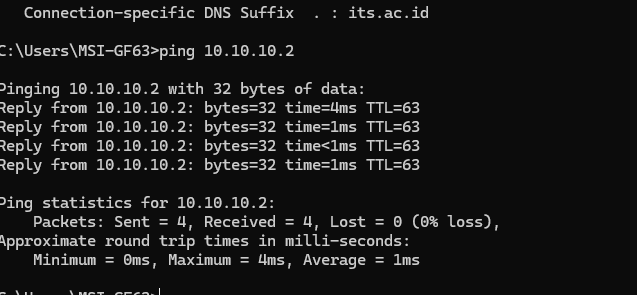 Connection-specific DNS Suffix  . : its.ac.id
C:\Users\MSI-GF63>ping 10.10.10.2
Pinging 10.10.10.2 with 32 bytes of data:
Reply from 10.10.10.2: bytes=32 time=4ms TTL=63
Reply from 10.10.10.2: bytes=32 time=1ms TTL=63
Reply from 10.10.10.2: bytes=32 time<1ms TTL=63
Reply from 10.10.10.2: bytes=32 time=1ms TTL=63
Ping statistics for 10.10.10.2:
Packets: Sent = 4, Received = 4, Lost = 0 (0% loss),
Approximate round trip times in milli-seconds:
Minimum = 0ms, Maximum = 4ms, Average = 1ms
C:\Users\MSI-GF63>